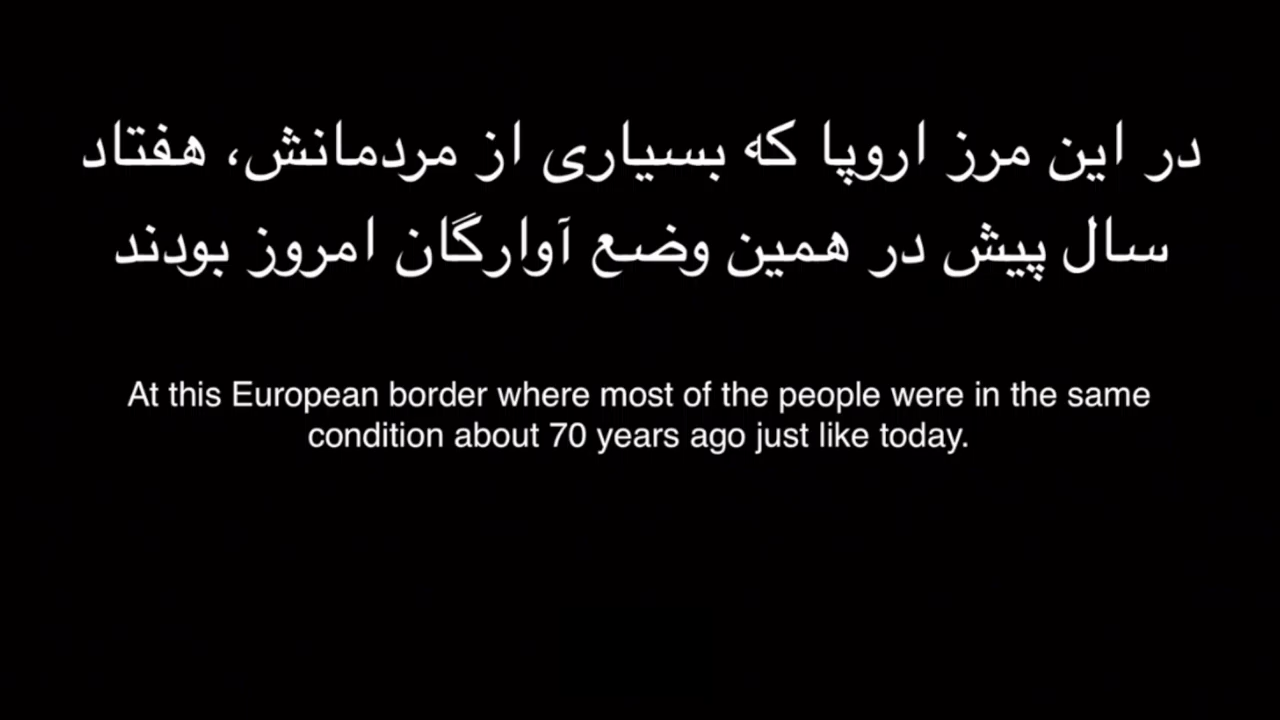 در این مرز اروپا که بسیاری از مردمانش، هفتاد
سال پیش در همین وضع آوارگان امروز بودند
At this European border where most of the people were in the same
condition about 70 years ago just like today.